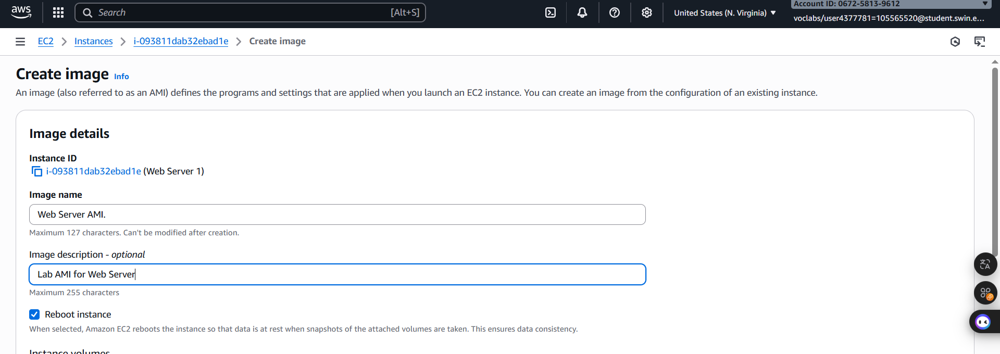 aws
Search [Alt+S]
United States (N. Virginia)
Account ID: 0672-5813-9612
voclabs/user4377781=105565520@student.swin.e...
EC2 > Instances > i-093811dab32ebad1e > Create image
Create image Info
An image (also referred to as an AMI) defines the programs and settings that are applied when you launch an EC2 instance. You can create an image from the configuration of an existing instance.
Image details
Instance ID
i-093811dab32ebad1e (Web Server 1)
Image name
Web Server AMI.
Maximum 127 characters. Can't be modified after creation.
Image description - optional
Lab AMI for Web Server
Maximum 255 characters
Reboot instance
When selected, Amazon EC2 reboots the instance so that data is at rest when snapshots of the attached volumes are taken. This ensures data consistency.
Instance volumes